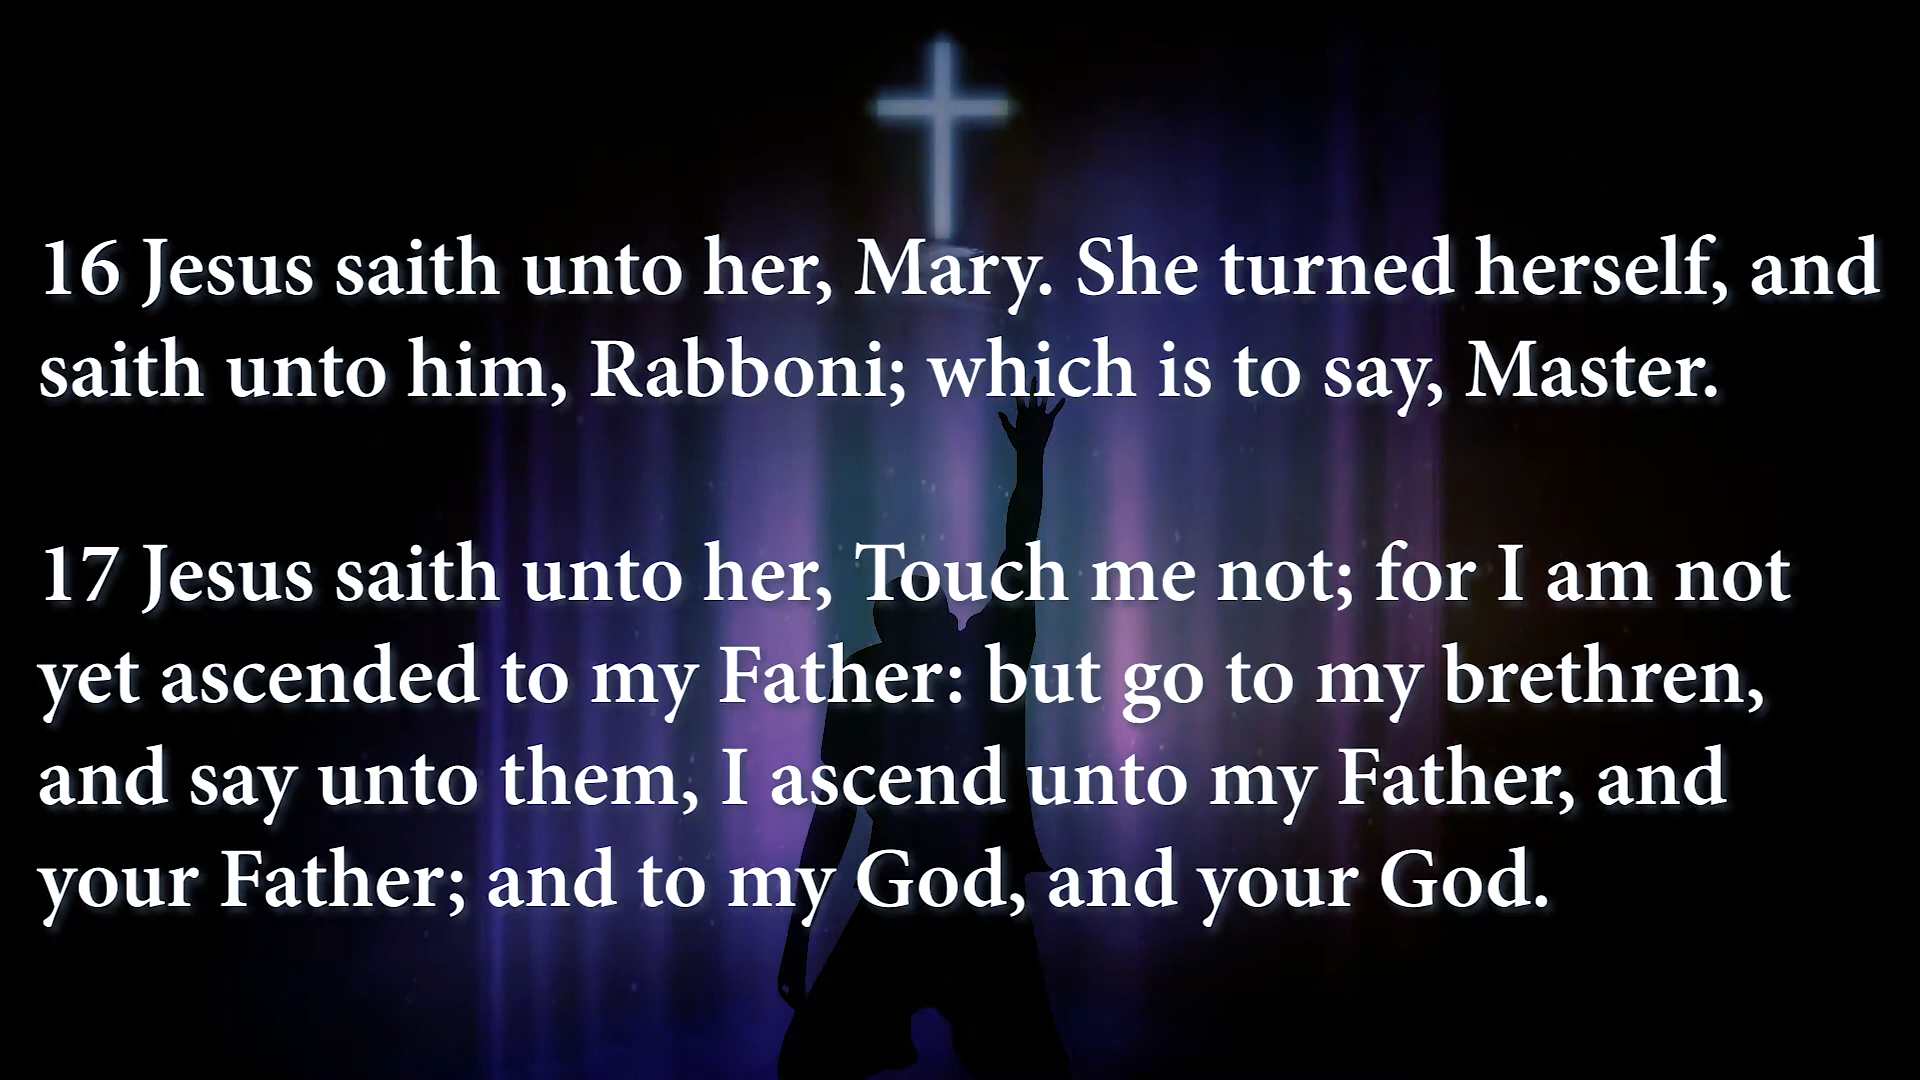 16 Jesus saith unto her, Mary. She turned herself, and
saith unto him, Rabboni; which is to say, Master.
17 Jesus saith unto her, Touch me not; for I am not
yet ascended to my Father: but go to my brethren,
and say unto them, I ascend unto my Father, and
your Father; and to my God, and your God.